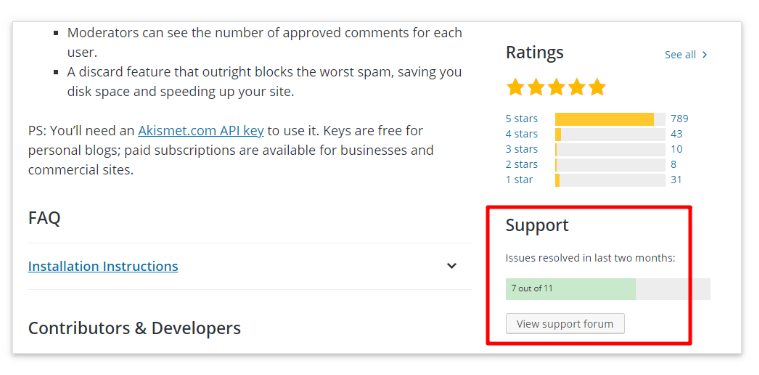 Moderators can see the number of approved comments for each
user.
A discard feature that outright blocks the worst spam, saving you
disk space and speeding up your site.
PS: You’ll need an Akismet.com API key to use it. Keys are free for
personal blogs; paid subscriptions are available for businesses and
commercial sites.
FAQ
Installation Instructions
Contributors & Developers
Ratings
See all
5 stars 789
4 stars 43
3 stars 10
2 stars 8
1 star 31
Support
Issues resolved in last two months:
7 out of 11
View support forum